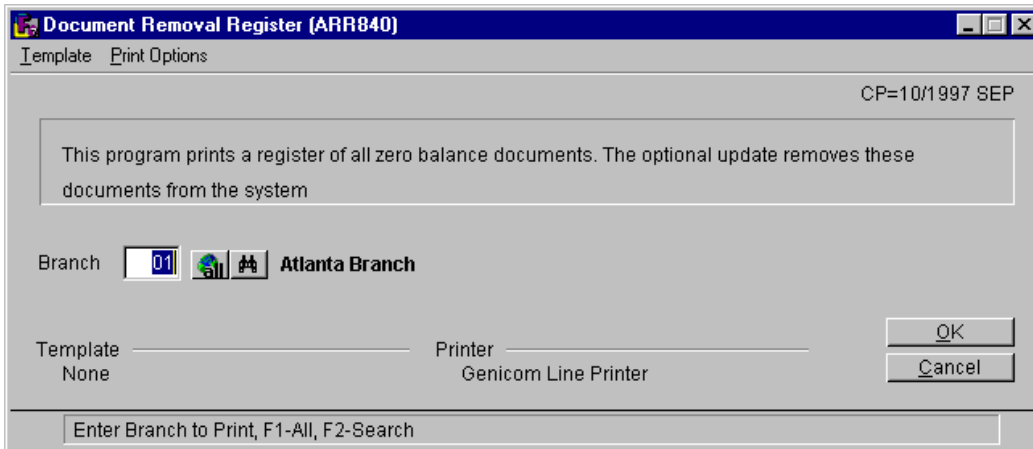 Document Removal Register (ARR840)
Template Print Options
CP=10/1997 SEP
This program prints a register of all zero balance documents. The optional update removes these
documents from the system
Branch 01 all Atlanta Branch
Template Printer
None Genicom Line Printer
OK
Cancel
Enter Branch to Print, F1-All, F2-Search